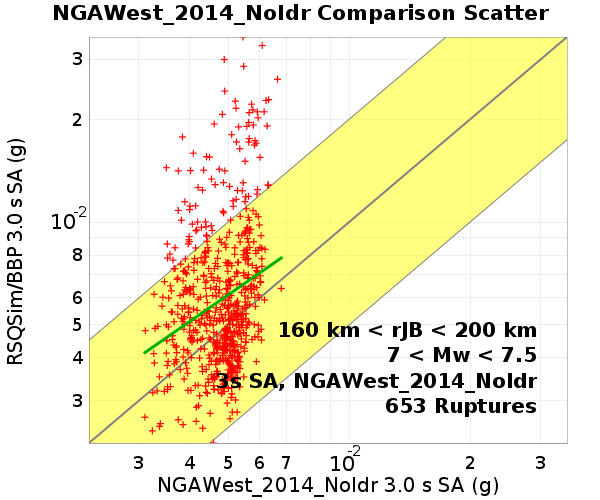 NGAWest_2014_NoIdr Comparison Scatter
RSQSim/BBP 3.0 s SA (g)
3
2
10-2
8
6
5
4
3
160 km < rJB < 200 km
7 < Mw < 7.5
3s SA, NGAWest_2014_NoIdr
653 Ruptures
3 4 5 6 7 10-2 2 3
NGAWest_2014_NoIdr 3.0 s SA (g)